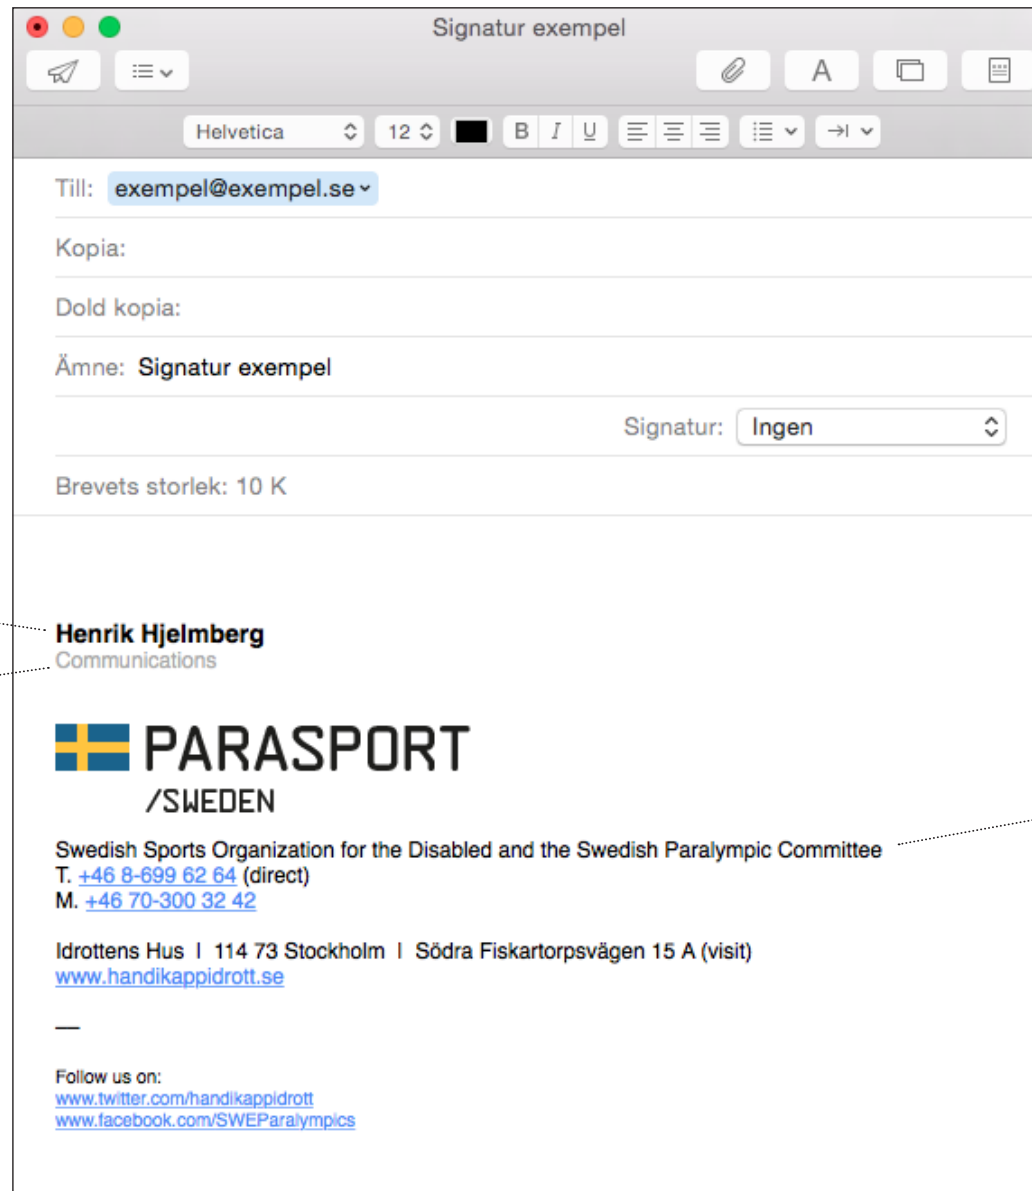 Signatur exempel
A
Helvetica 12 B I U
Till: exempel@exempel.se
Kopia:
Dold kopia:
Ämne: Signatur exempel
Signatur: Ingen
Brevets storlek: 10 K
Henrik Hjelmberg
Communications
PARASPORT
/SWEDEN
Swedish Sports Organization for the Disabled and the Swedish Paralympic Committee
T. +46 8-699 62 64 (direct)
M. +46 70-300 32 42
Idrottens Hus | 114 73 Stockholm | Södra Fiskartorpsvägen 15 A (visit)
www.handikappidrott.se
—
Follow us on:
www.twitter.com/handikappidrott
www.facebook.com/SWEParalympics